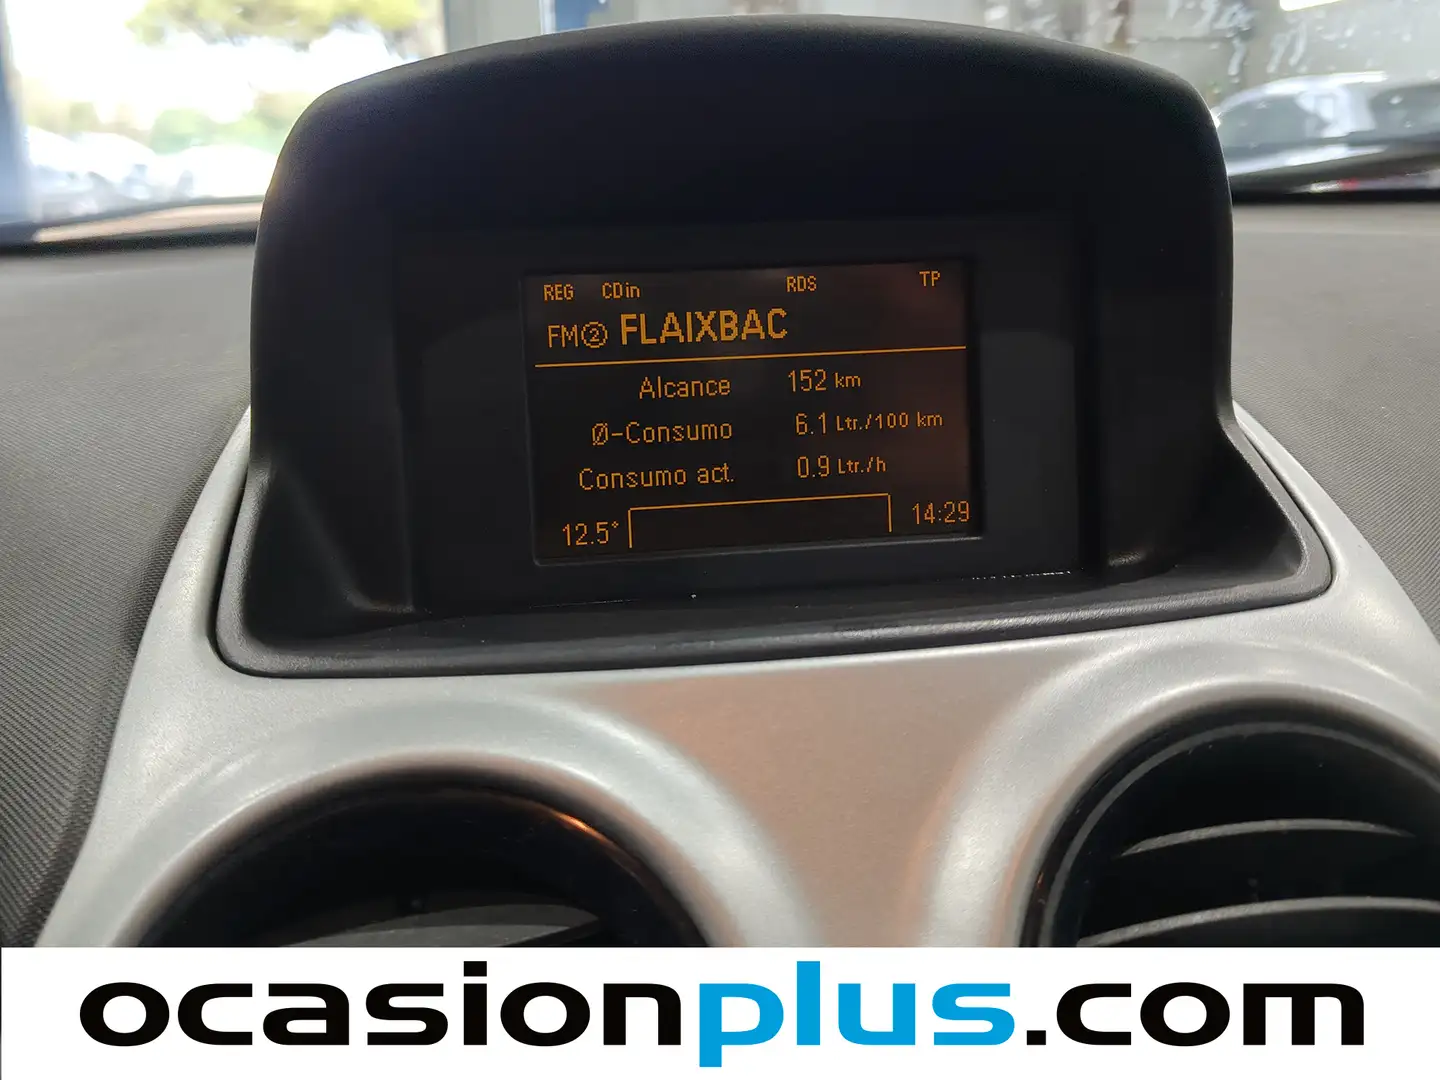 REG CDin RDS TP
FM② FLAIXBAC
Alcance 152 km
Ø-Consumo 6.1 Ltr./100 km
Consumo act. 0.9 Ltr./h
12.5° 14:29
ocasionplus.com